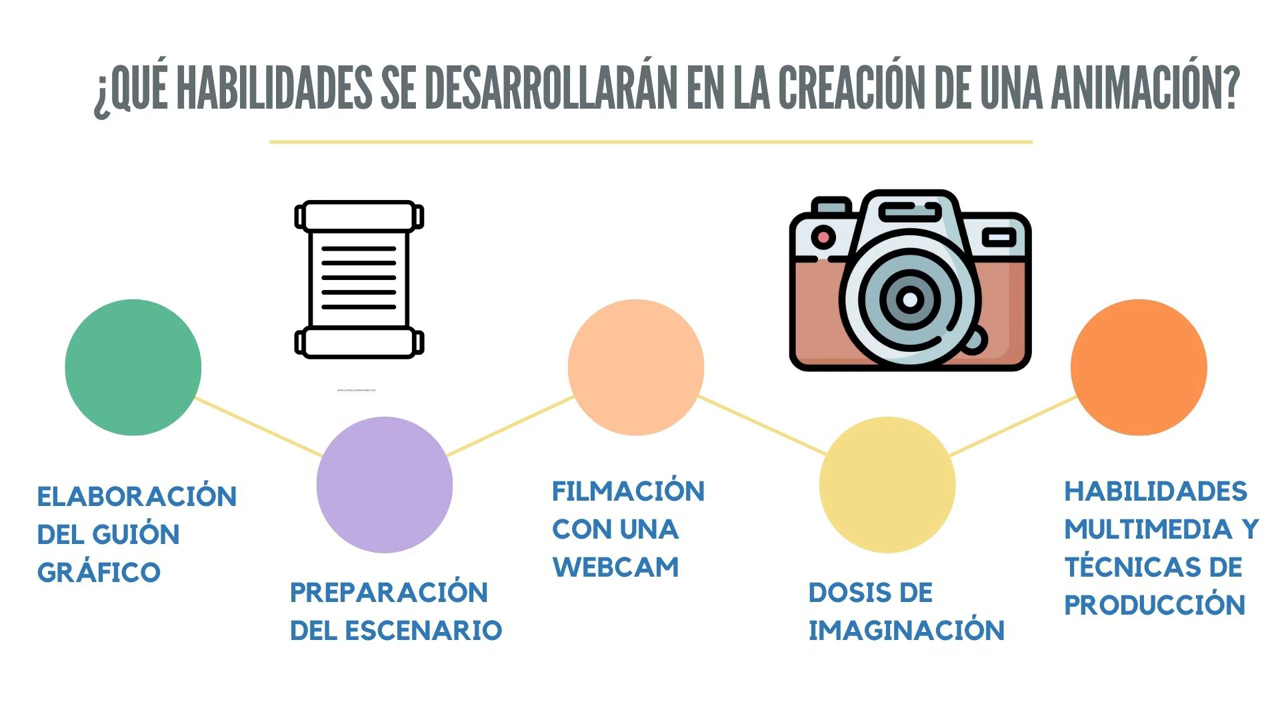 ¿QUÉ HABILIDADES SE DESARROLLARÁN EN LA CREACIÓN DE UNA ANIMACIÓN?
ELABORACIÓN
DEL GUIÓN
GRÁFICO
PREPARACIÓN
DEL ESCENARIO
FILMACIÓN
CON UNA
WEBCAM
DOSIS DE
IMAGINACIÓN
HABILIDADES
MULTIMEDIA Y
TÉCNICAS DE
PRODUCCIÓN